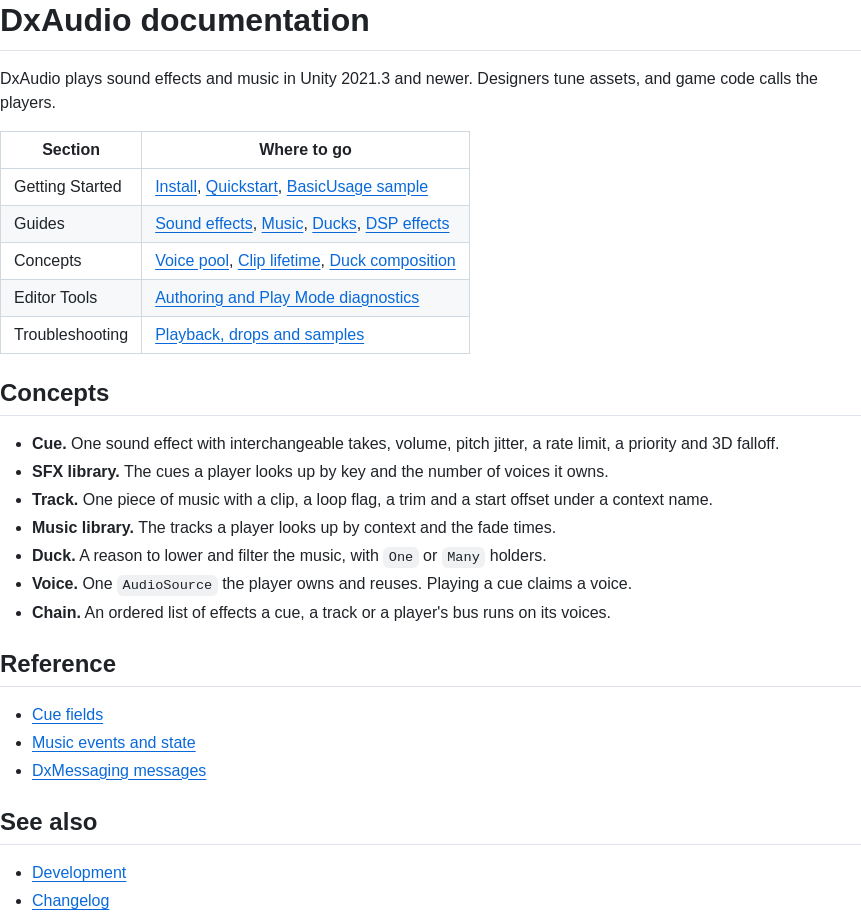 DxAudio documentation
DxAudio plays sound effects and music in Unity 2021.3 and newer. Designers tune assets, and game code calls the
players.
Section Where to go
Getting Started Install, Quickstart, BasicUsage sample
Guides Sound effects, Music, Ducks, DSP effects
Concepts Voice pool, Clip lifetime, Duck composition
Editor Tools Authoring and Play Mode diagnostics
Troubleshooting Playback, drops and samples
Concepts
Cue. One sound effect with interchangeable takes, volume, pitch jitter, a rate limit, a priority and 3D falloff.
SFX library. The cues a player looks up by key and the number of voices it owns.
Track. One piece of music with a clip, a loop flag, a trim and a start offset under a context name.
Music library. The tracks a player looks up by context and the fade times.
Duck. A reason to lower and filter the music, with One or Many holders.
Voice. One AudioSource the player owns and reuses. Playing a cue claims a voice.
Chain. An ordered list of effects a cue, a track or a player's bus runs on its voices.
Reference
Cue fields
Music events and state
DxMessaging messages
See also
Development
Changelog